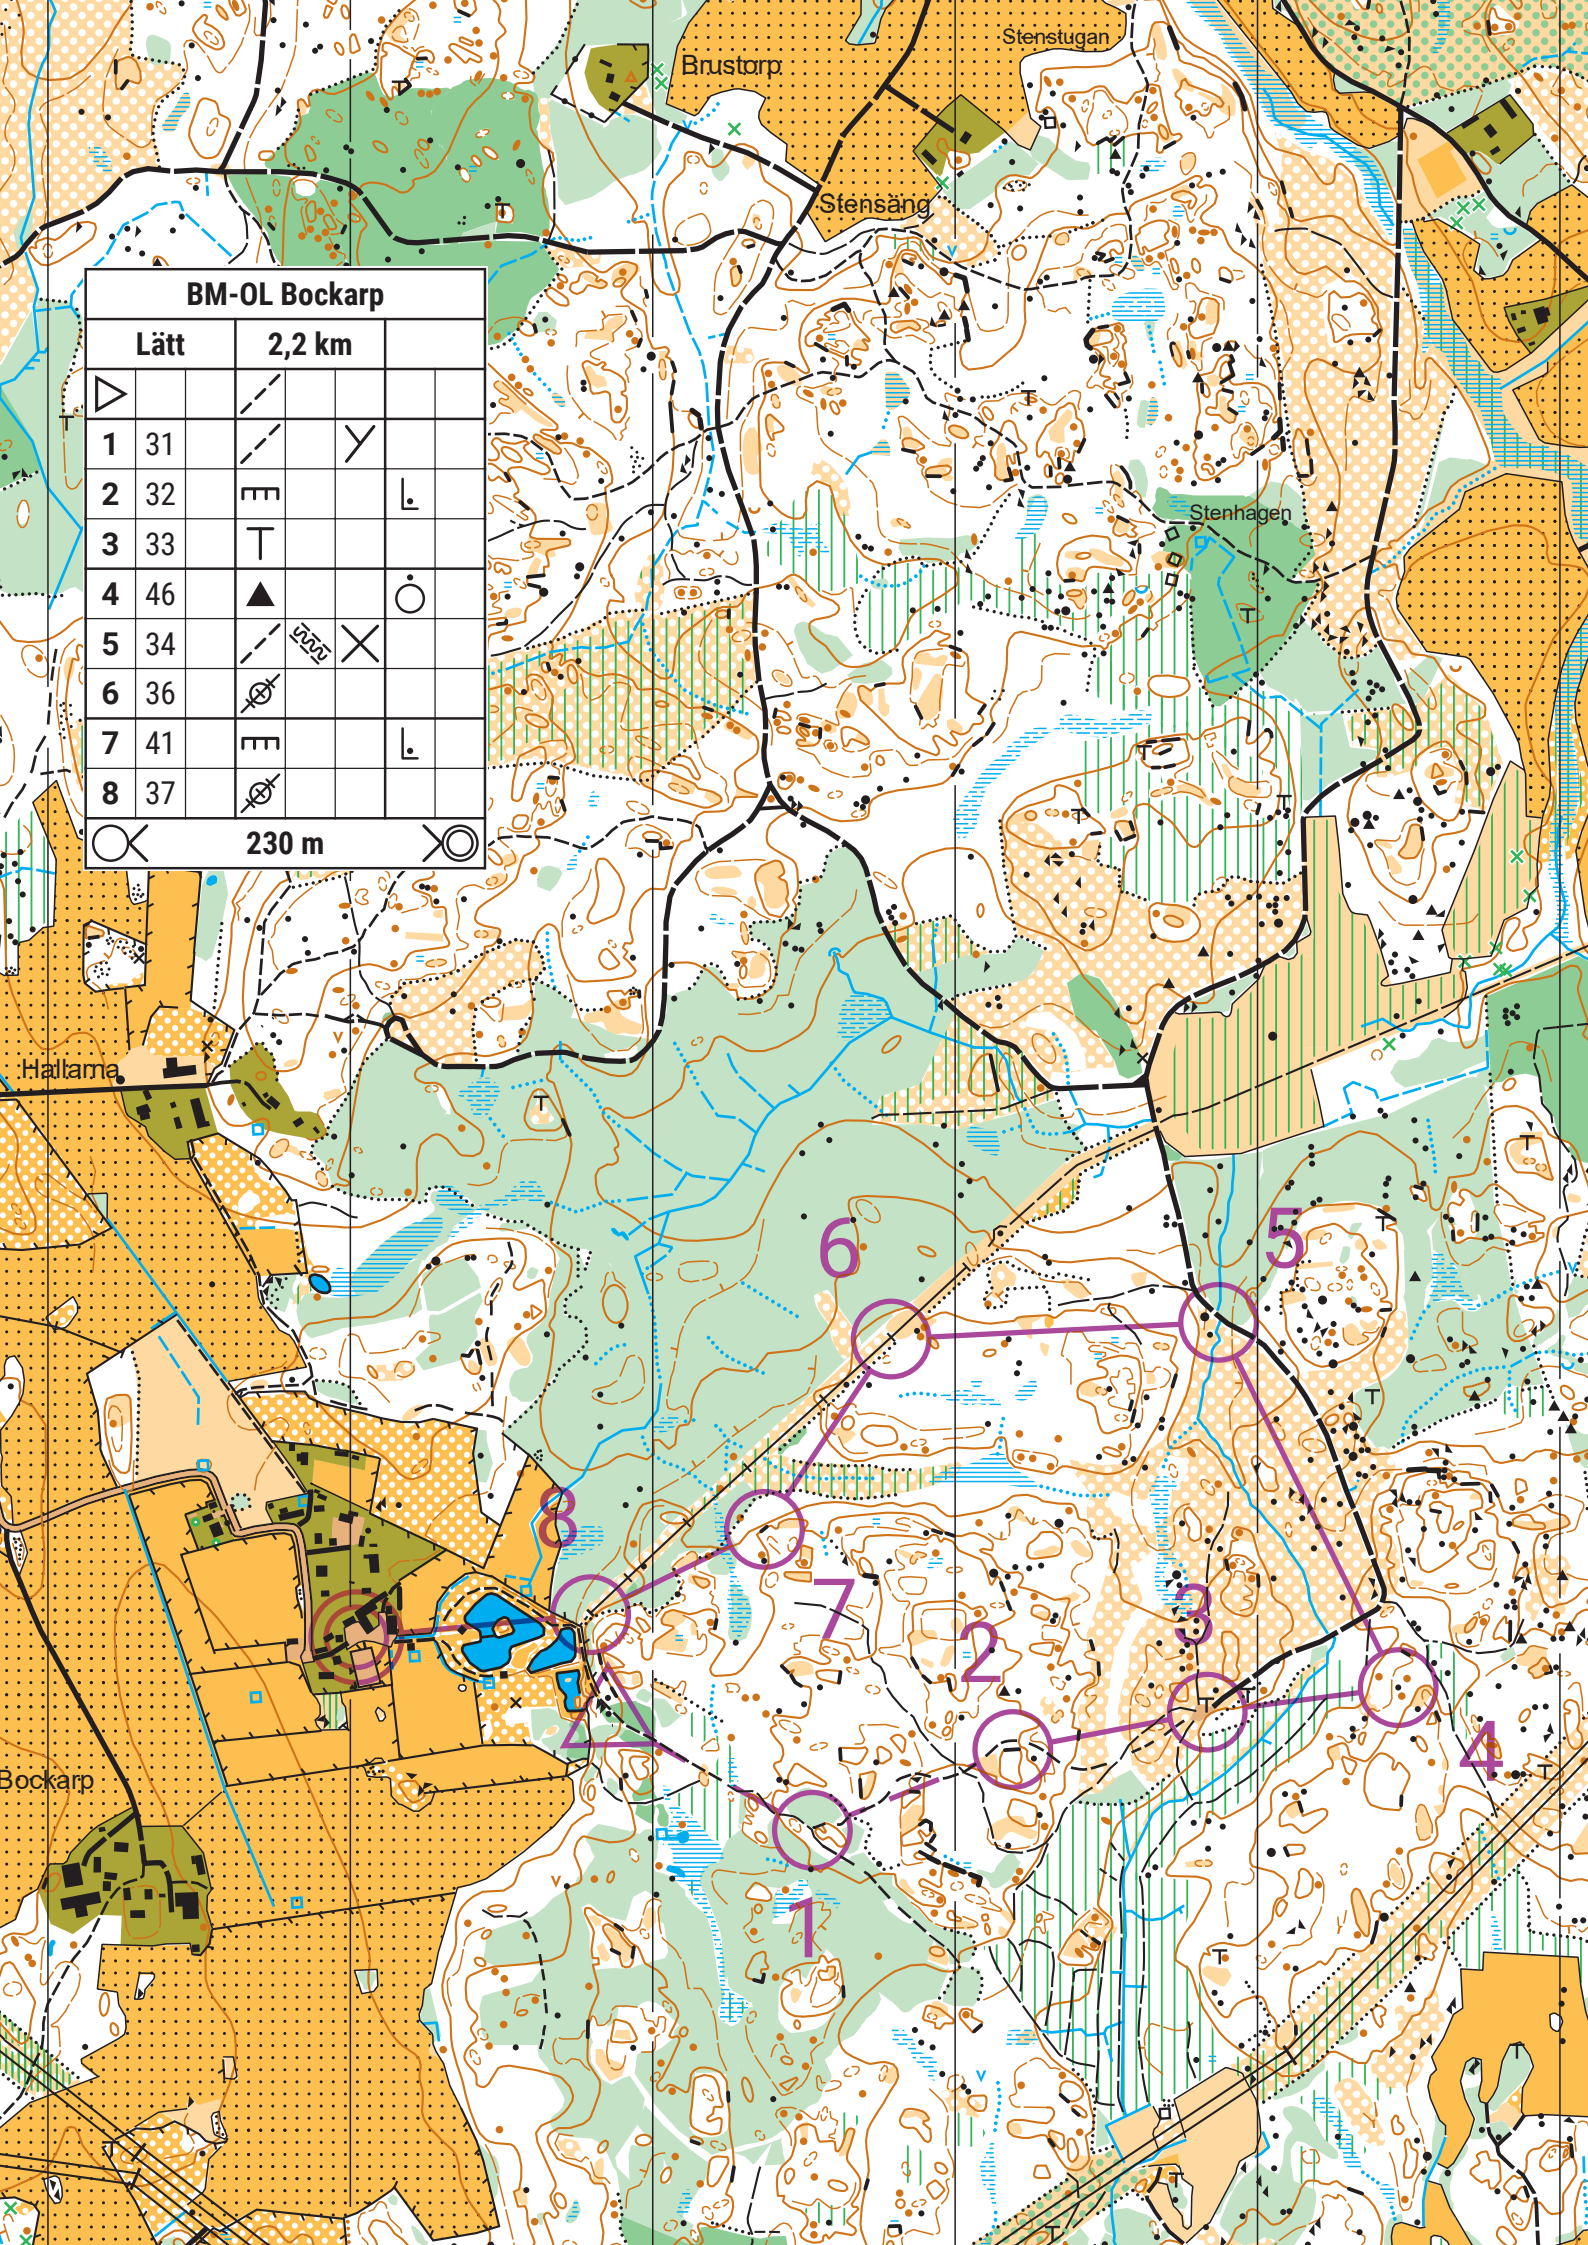 Stenstugan
Brustorp
Stensäng
BM-OL Bockarp
Lätt 2,2 km
1 31
2 32
3 33
4 46
5 34
6 36
7 41
8 37
230 m
Stenhagen
Hallarna
6
5
8
7
2
3
4
Bockarp
1